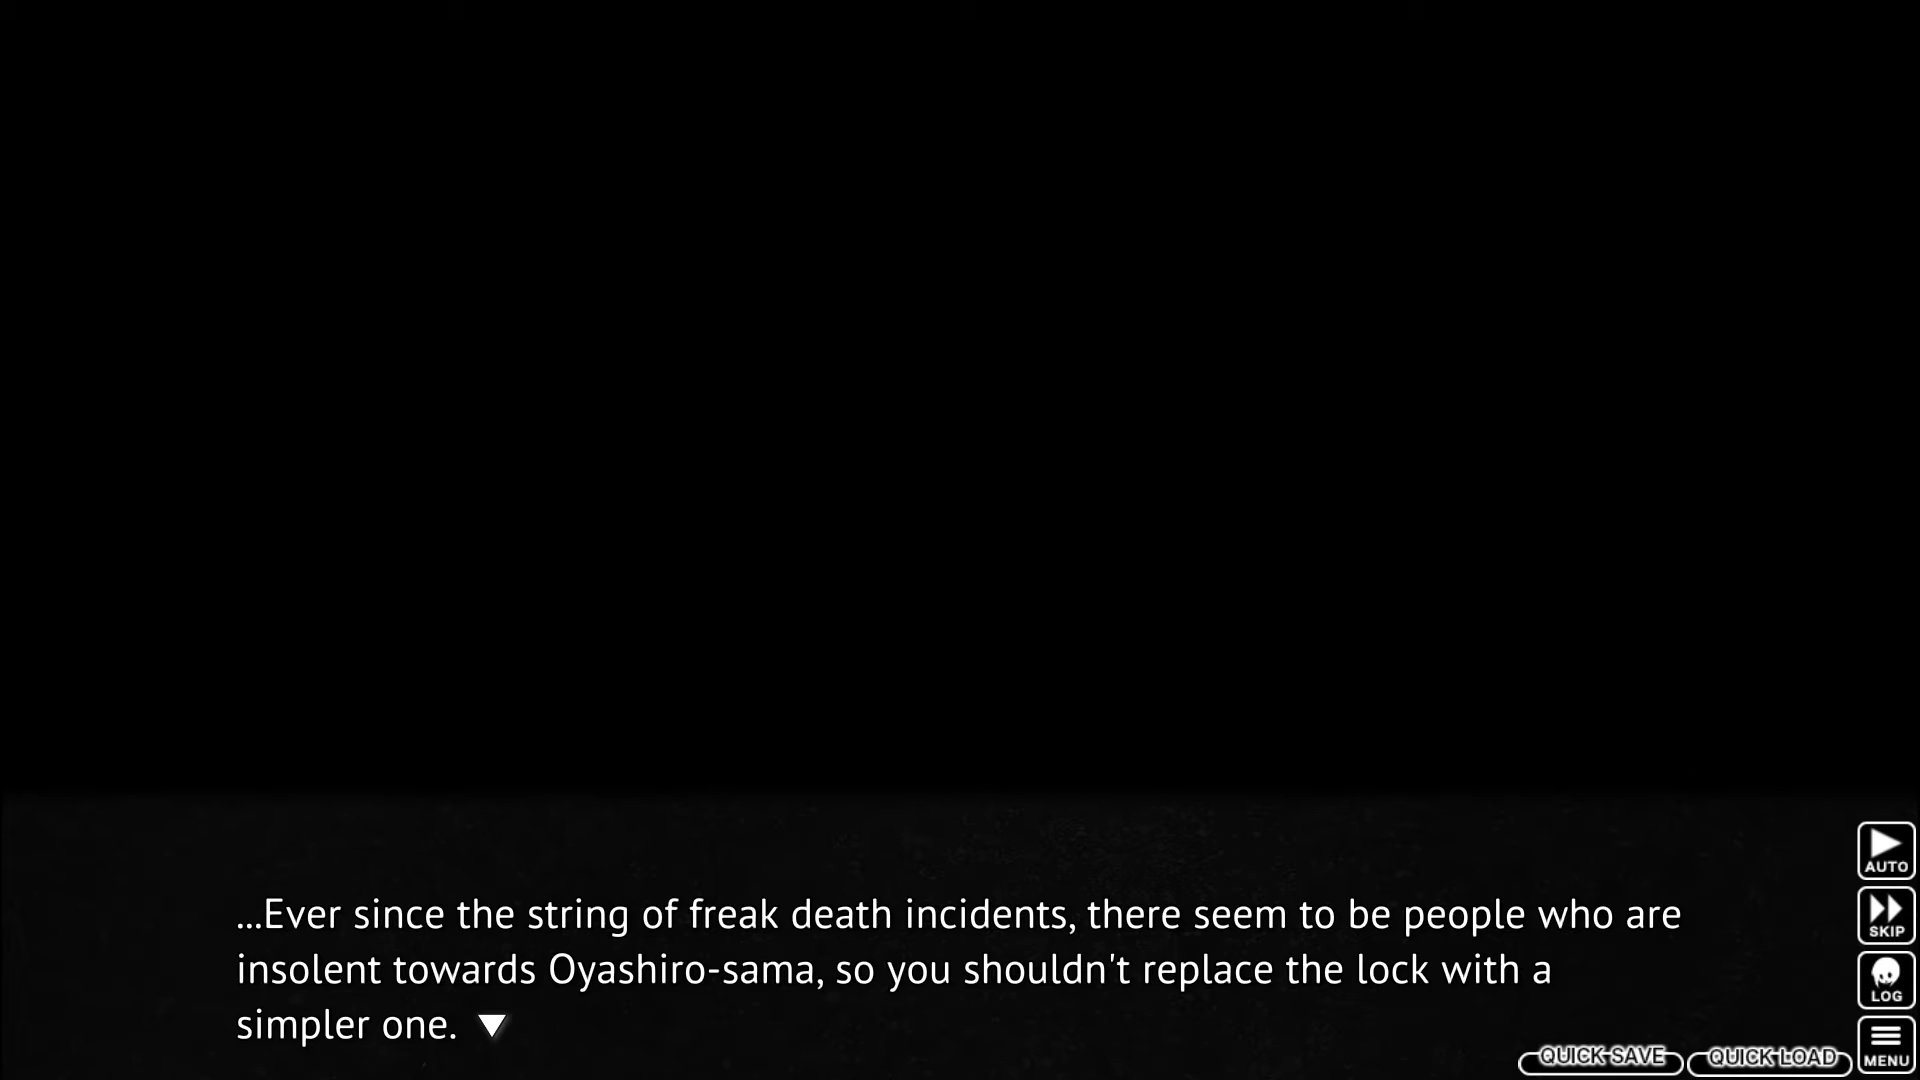 ...Ever since the string of freak death incidents, there seem to be people who are
insolent towards Oyashiro-sama, so you shouldn't replace the lock with a
simpler one.
AUTO
SKIP
LOG
MENU
QUICK SAVE
QUICK LOAD